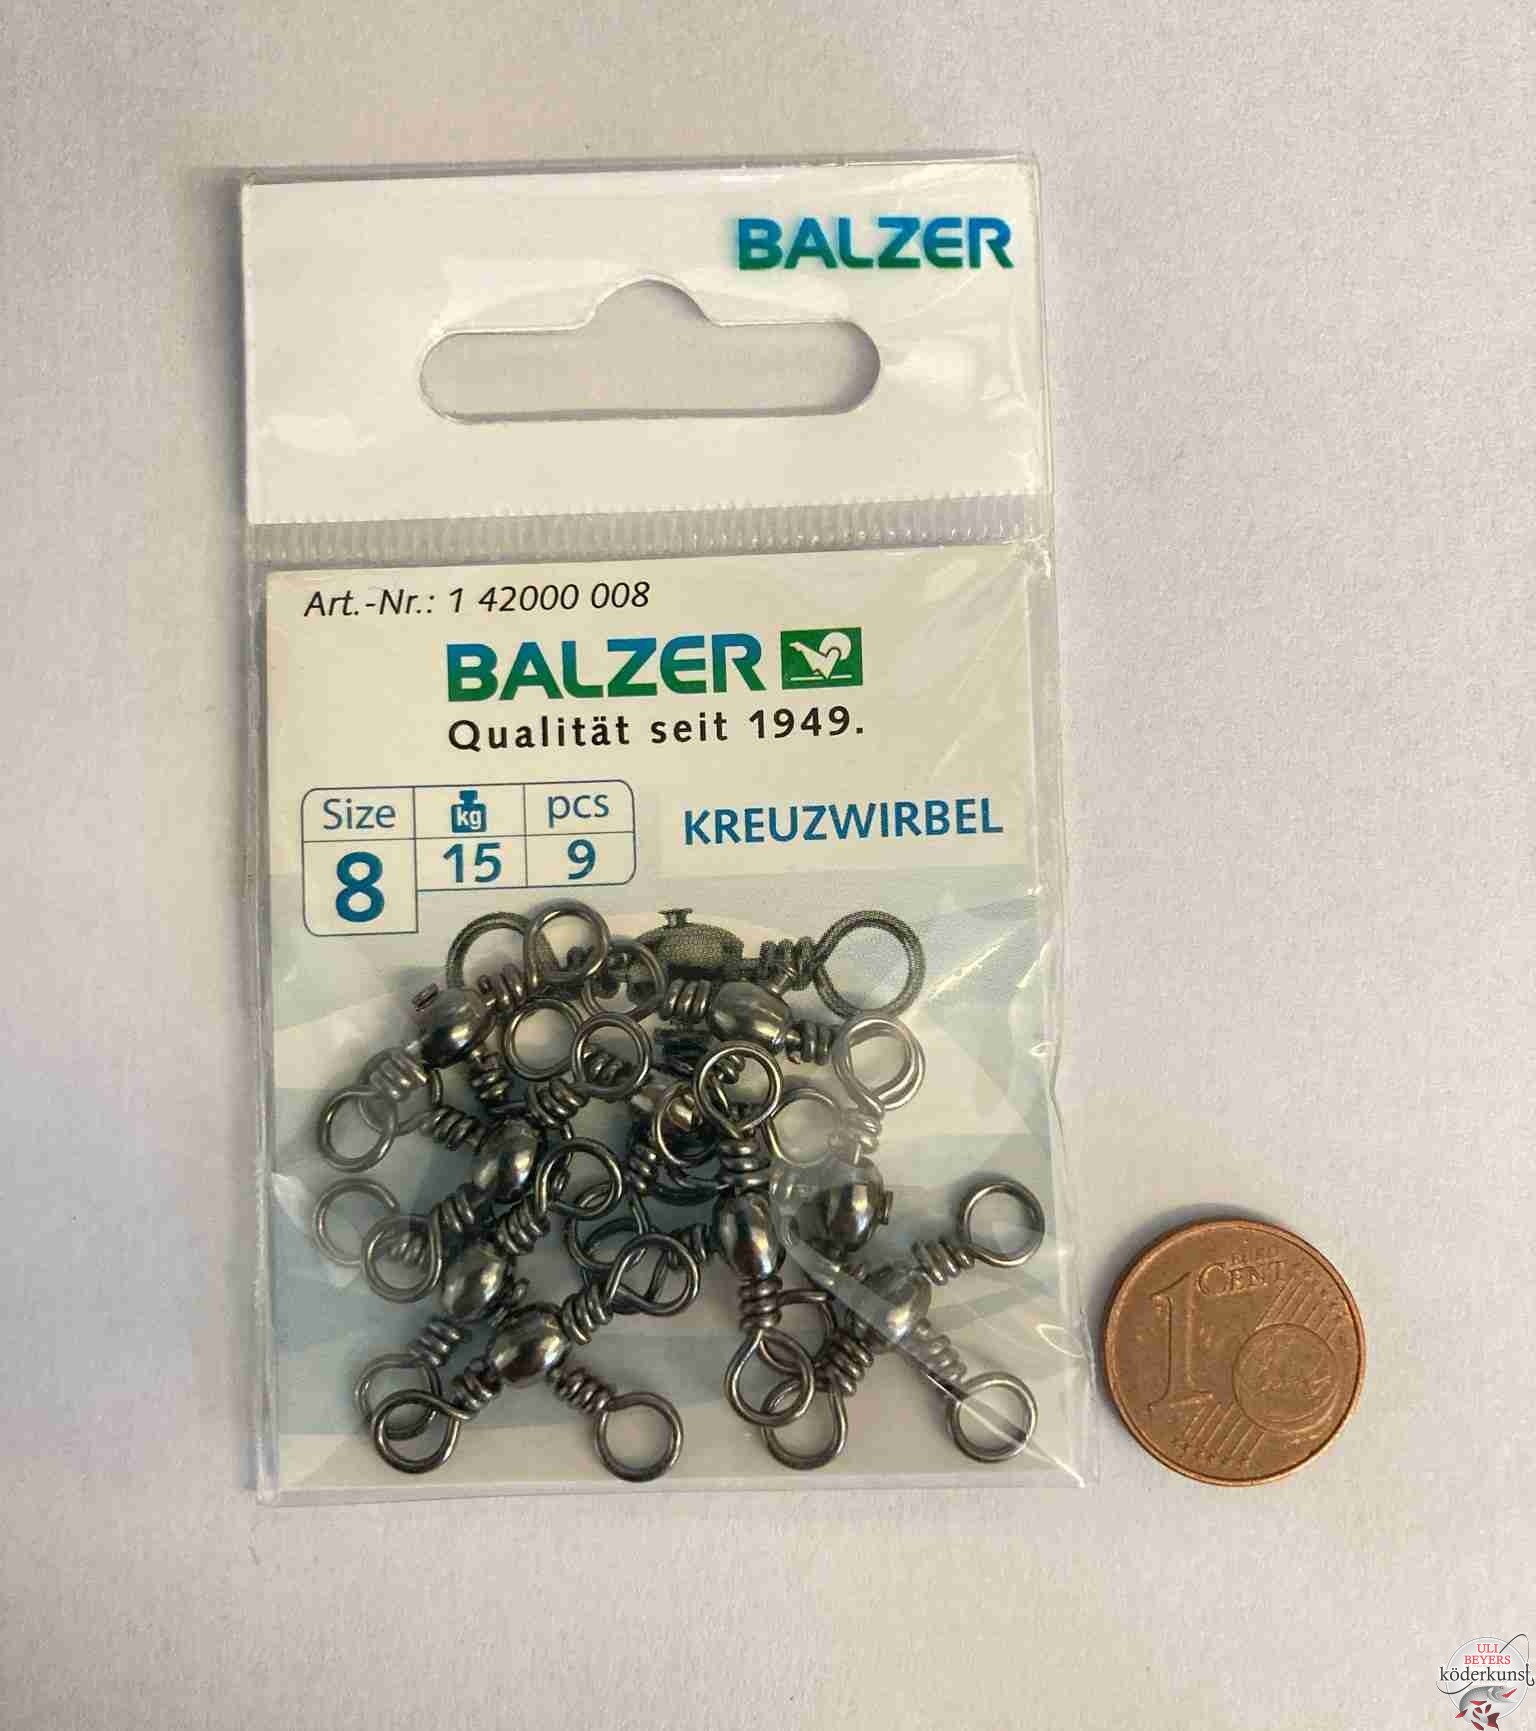 BALZER
Art.-Nr.: 1 42000 008
BALZER
Qualität seit 1949.
Size kg pcs
8 15 9
KREUZWIRBEL
1 EURO
CENT
ULI
BEYERS
köderkunst